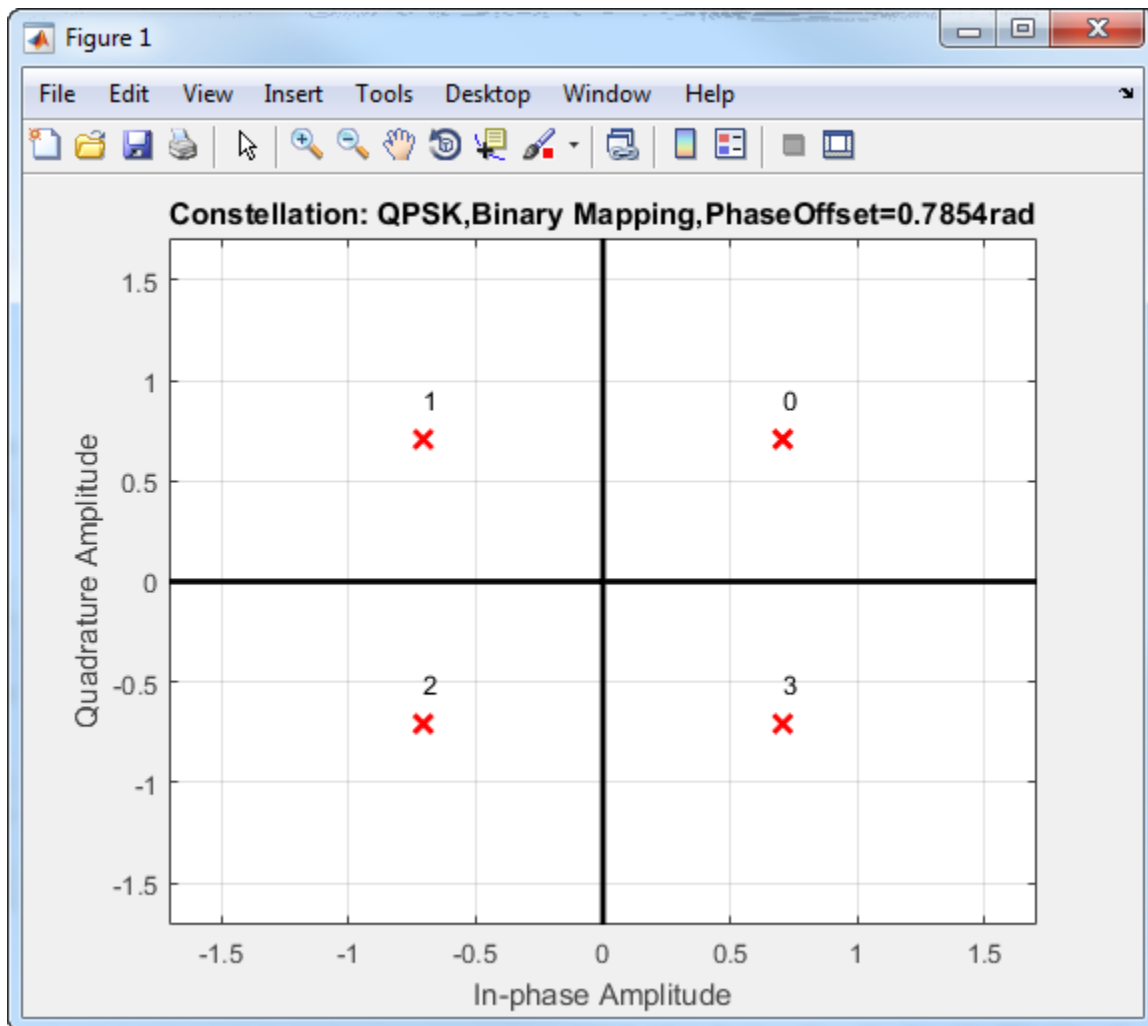 Figure 1
File Edit View Insert Tools Desktop Window Help
Constellation: QPSK,Binary Mapping,PhaseOffset=0.7854rad
1.5
1
0.5
0
-0.5
-1
-1.5
Quadrature Amplitude
1 0
2 3
-1.5 -1 -0.5 0 0.5 1 1.5
In-phase Amplitude